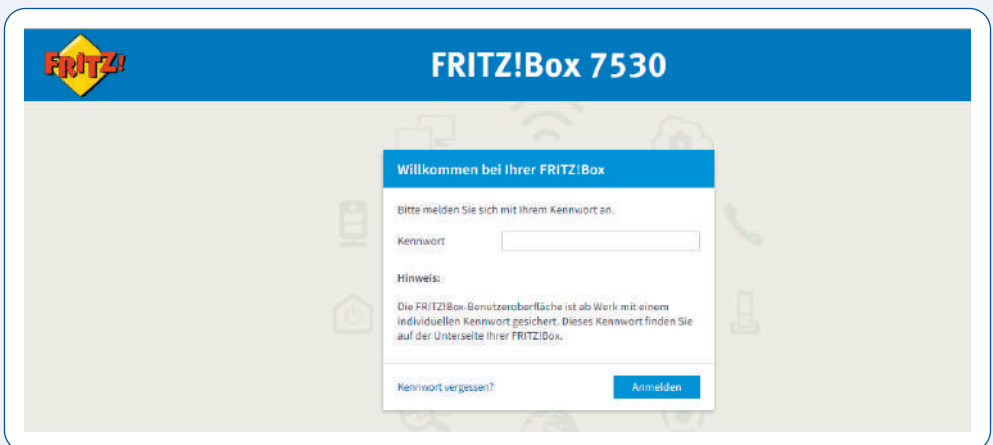 FRITZ!
FRITZ!Box 7530
Willkommen bei Ihrer FRITZ!Box
Bitte melden Sie sich mit Ihrem Kennwort an.
Kennwort
Hinweis:
Die FRITZ!Box-Benutzeroberfläche ist ab Werk mit einem
individuellen Kennwort gesichert. Dieses Kennwort finden Sie
auf der Unterseite Ihrer FRITZ!Box.
Kennwort vergessen?
Anmelden